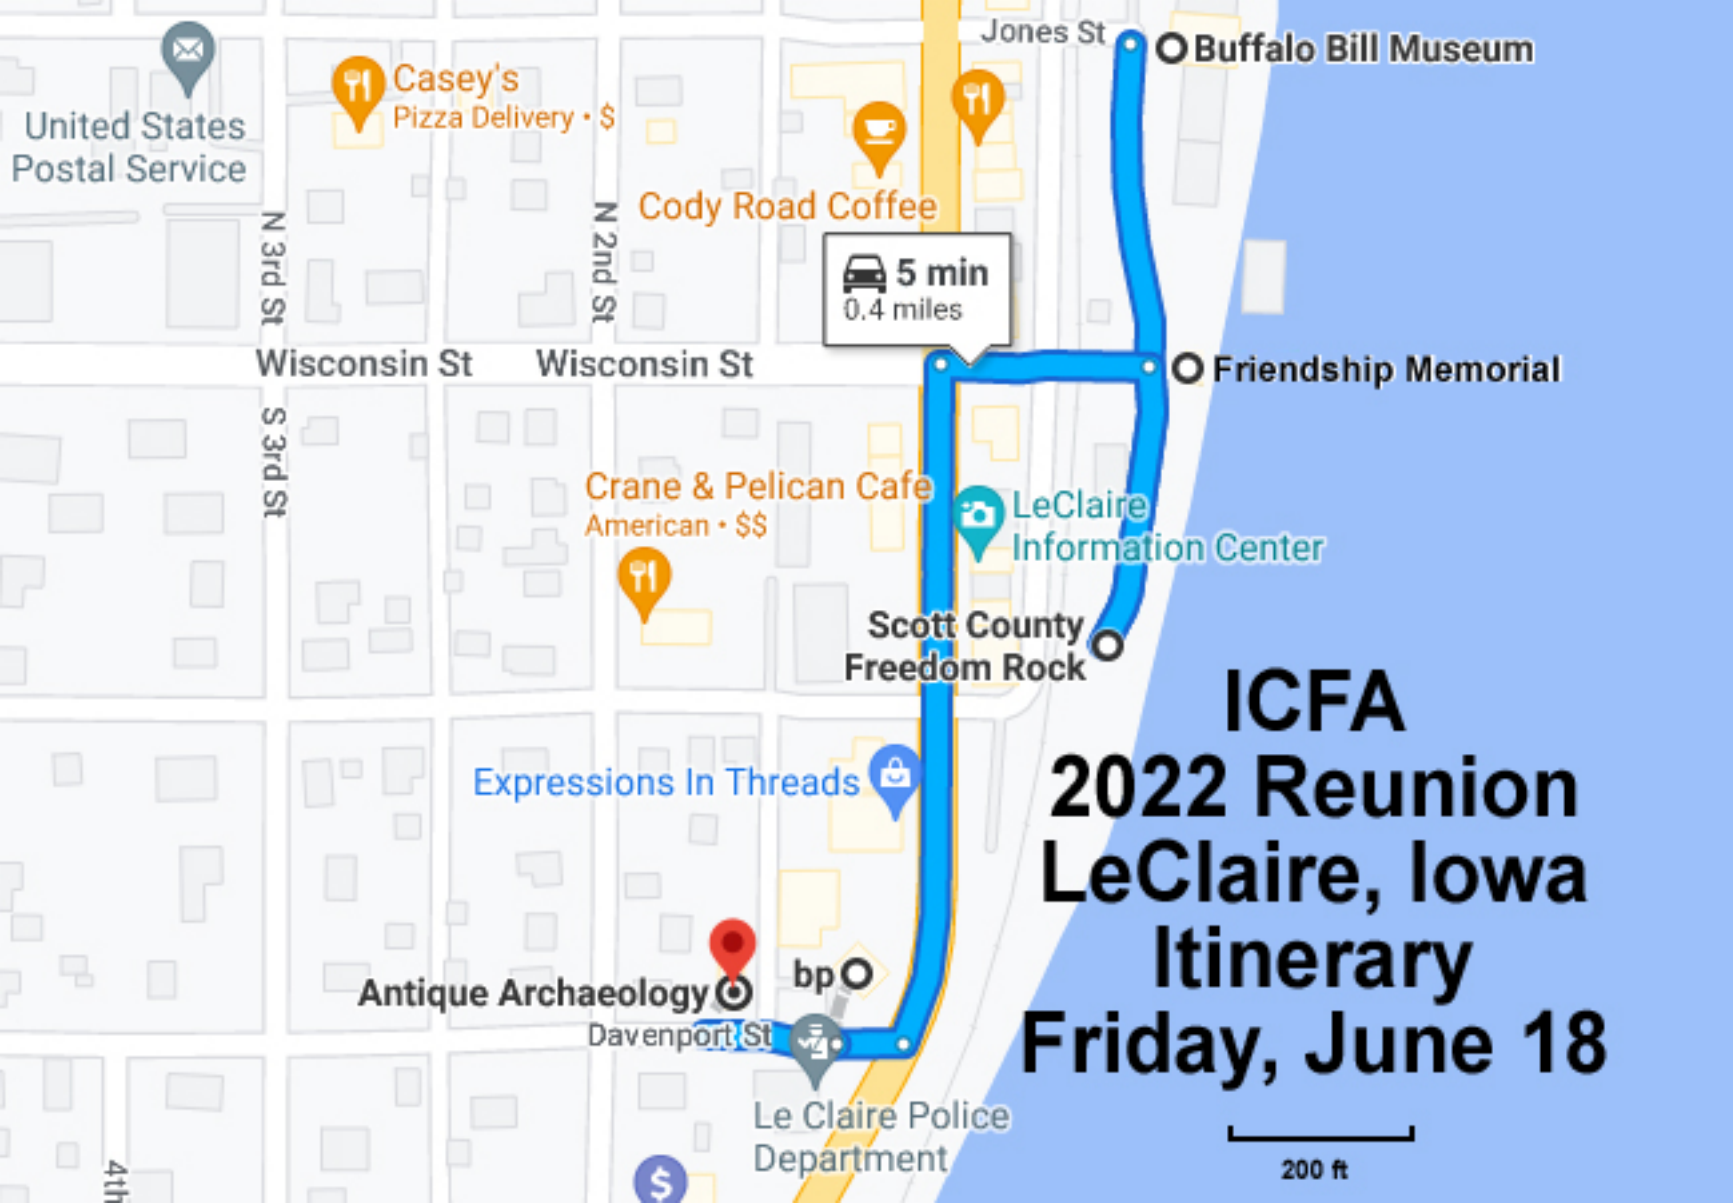 Jones St
Buffalo Bill Museum
Casey's
Pizza Delivery • $
United States
Postal Service
Cody Road Coffee
N 3rd St
N 2nd St
5 min
0.4 miles
Wisconsin St
Wisconsin St
Friendship Memorial
S 3rd St
Crane & Pelican Cafe
American • $$
LeClaire
Information Center
Scott County
Freedom Rock
ICFA
2022 Reunion
LeClaire, Iowa
Itinerary
Friday, June 18
Expressions In Threads
bp
Antique Archaeology
Davenport St
Le Claire Police
Department
4th
$
200 ft